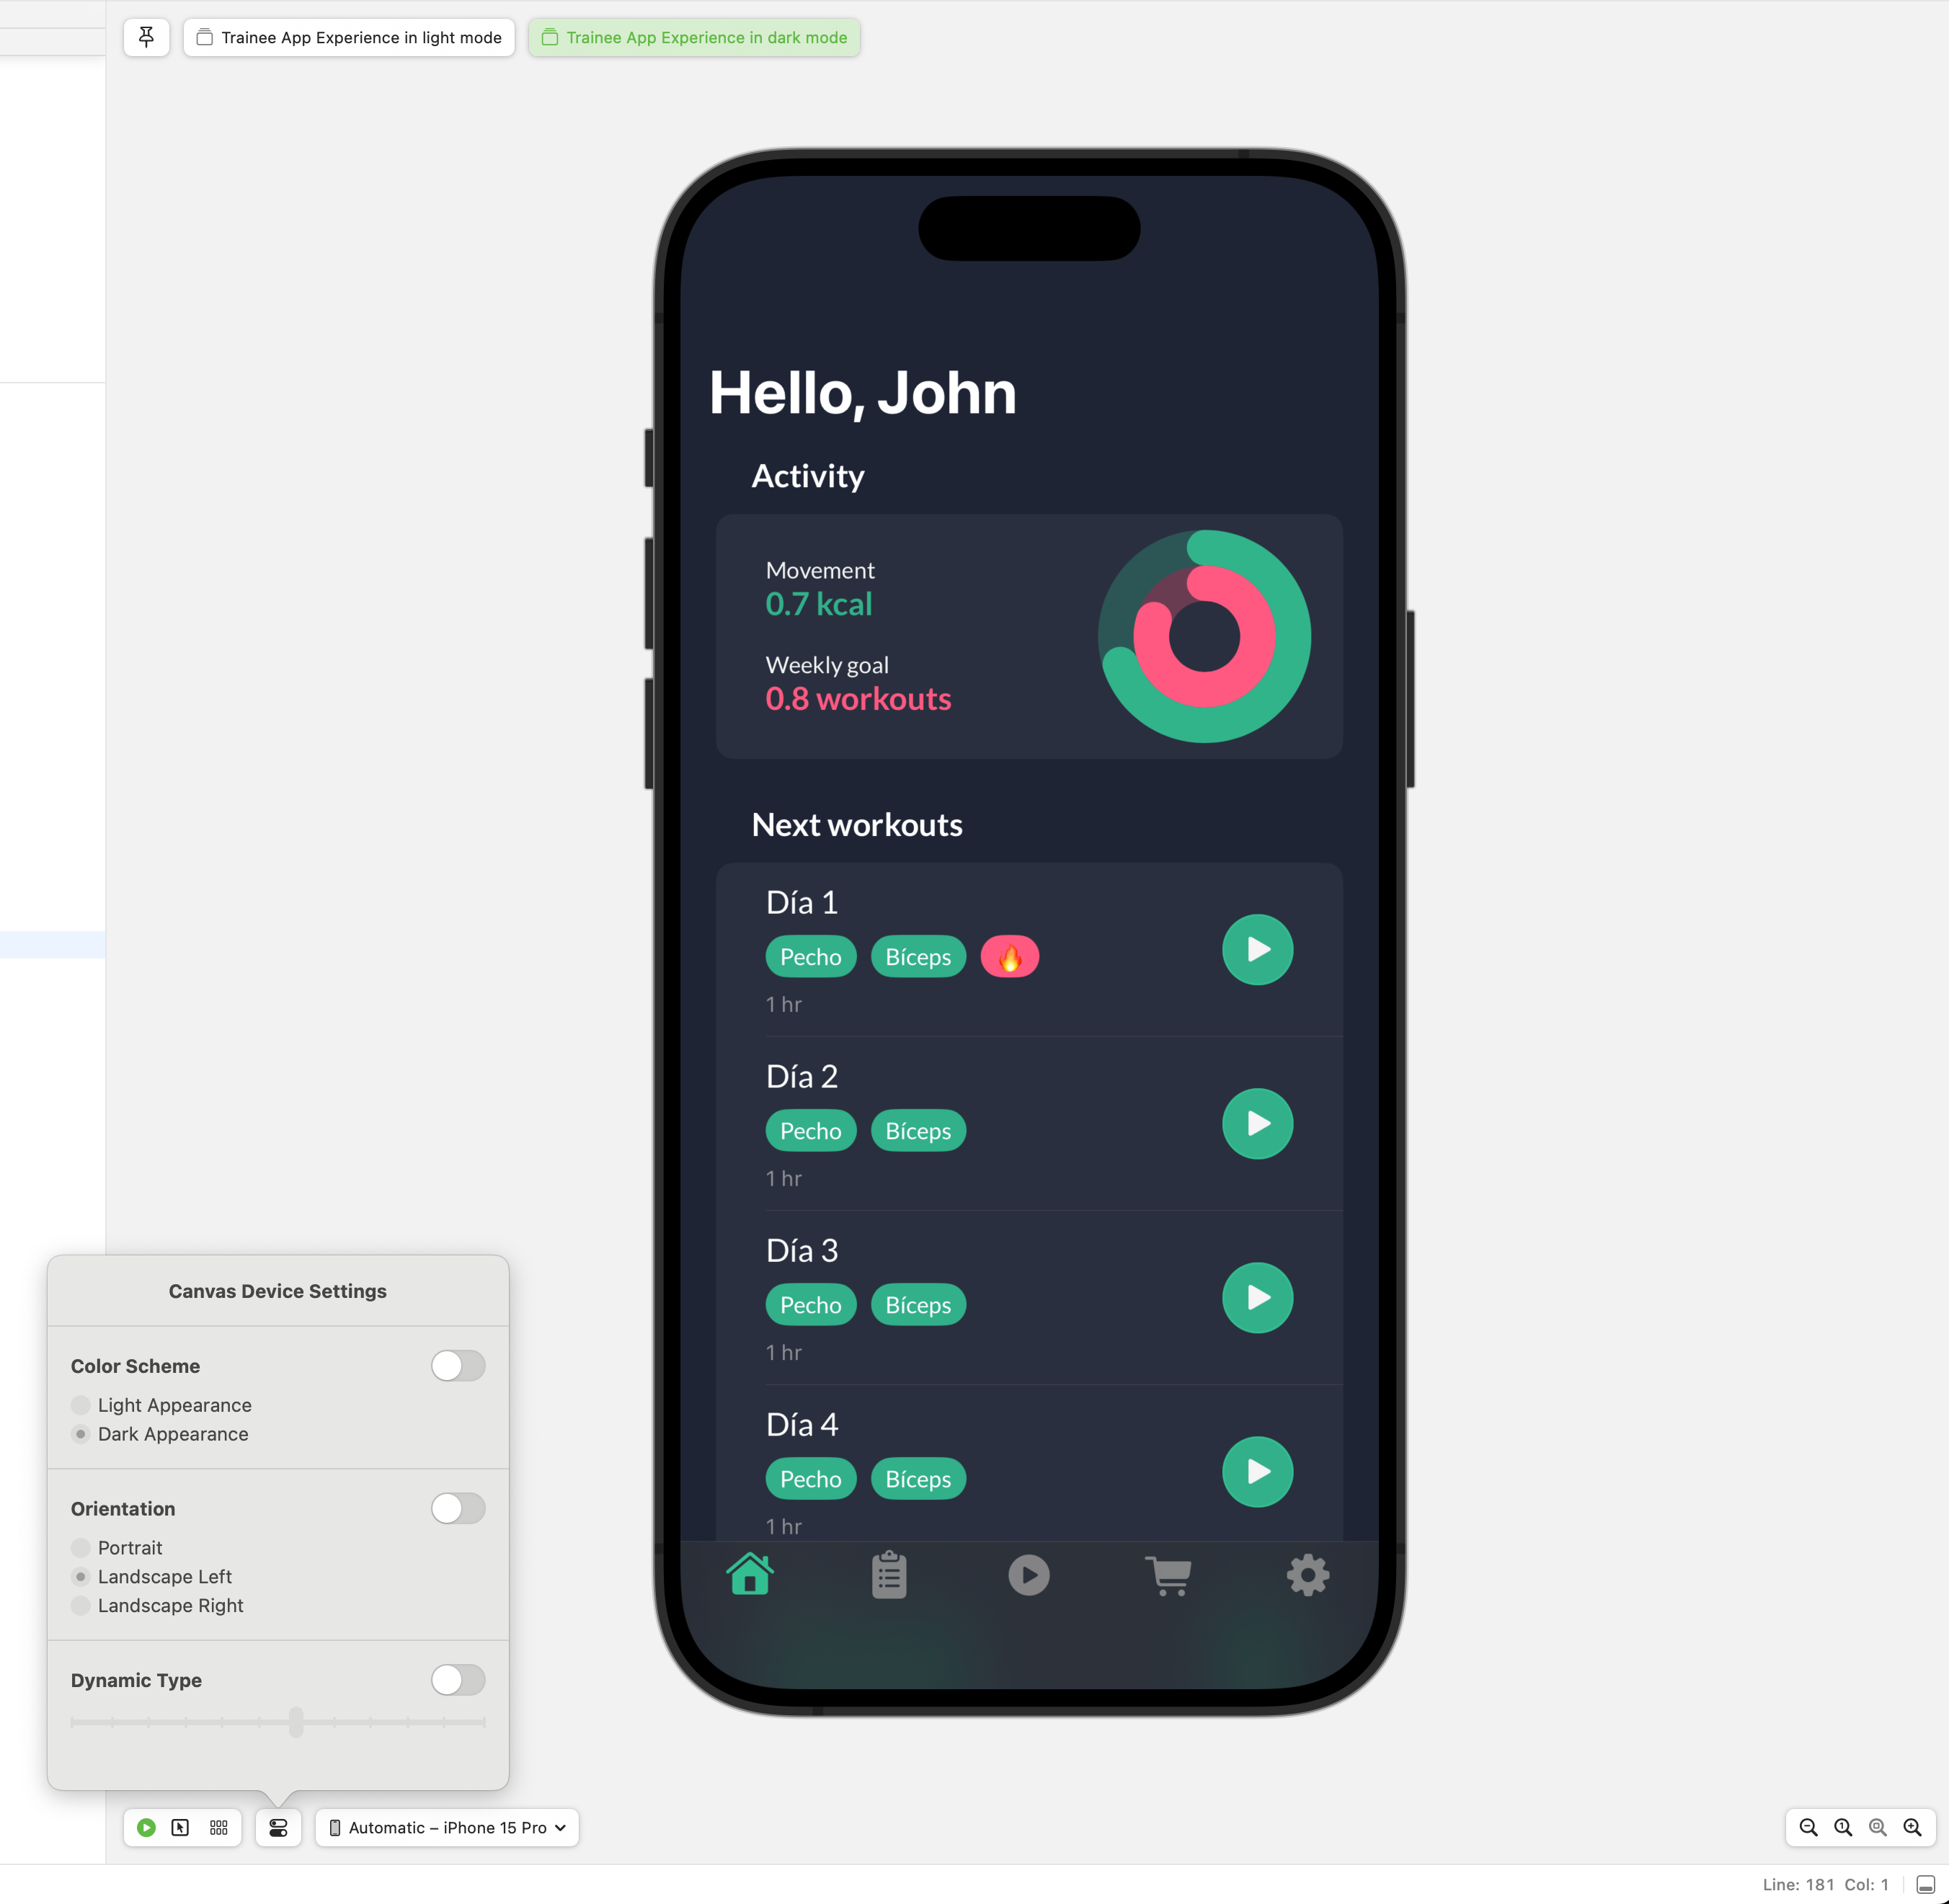 Trainee App Experience in light mode
Trainee App Experience in dark mode
Hello, John
Activity
Movement
0.7 kcal
Weekly goal
0.8 workouts
Next workouts
Día 1
Pecho Bíceps 🔥
1 hr
Día 2
Pecho Bíceps
1 hr
Día 3
Pecho Bíceps
1 hr
Día 4
Pecho Bíceps
1 hr
Canvas Device Settings
Color Scheme
Light Appearance
Dark Appearance
Orientation
Portrait
Landscape Left
Landscape Right
Dynamic Type
Automatic – iPhone 15 Pro
Line: 181 Col: 1